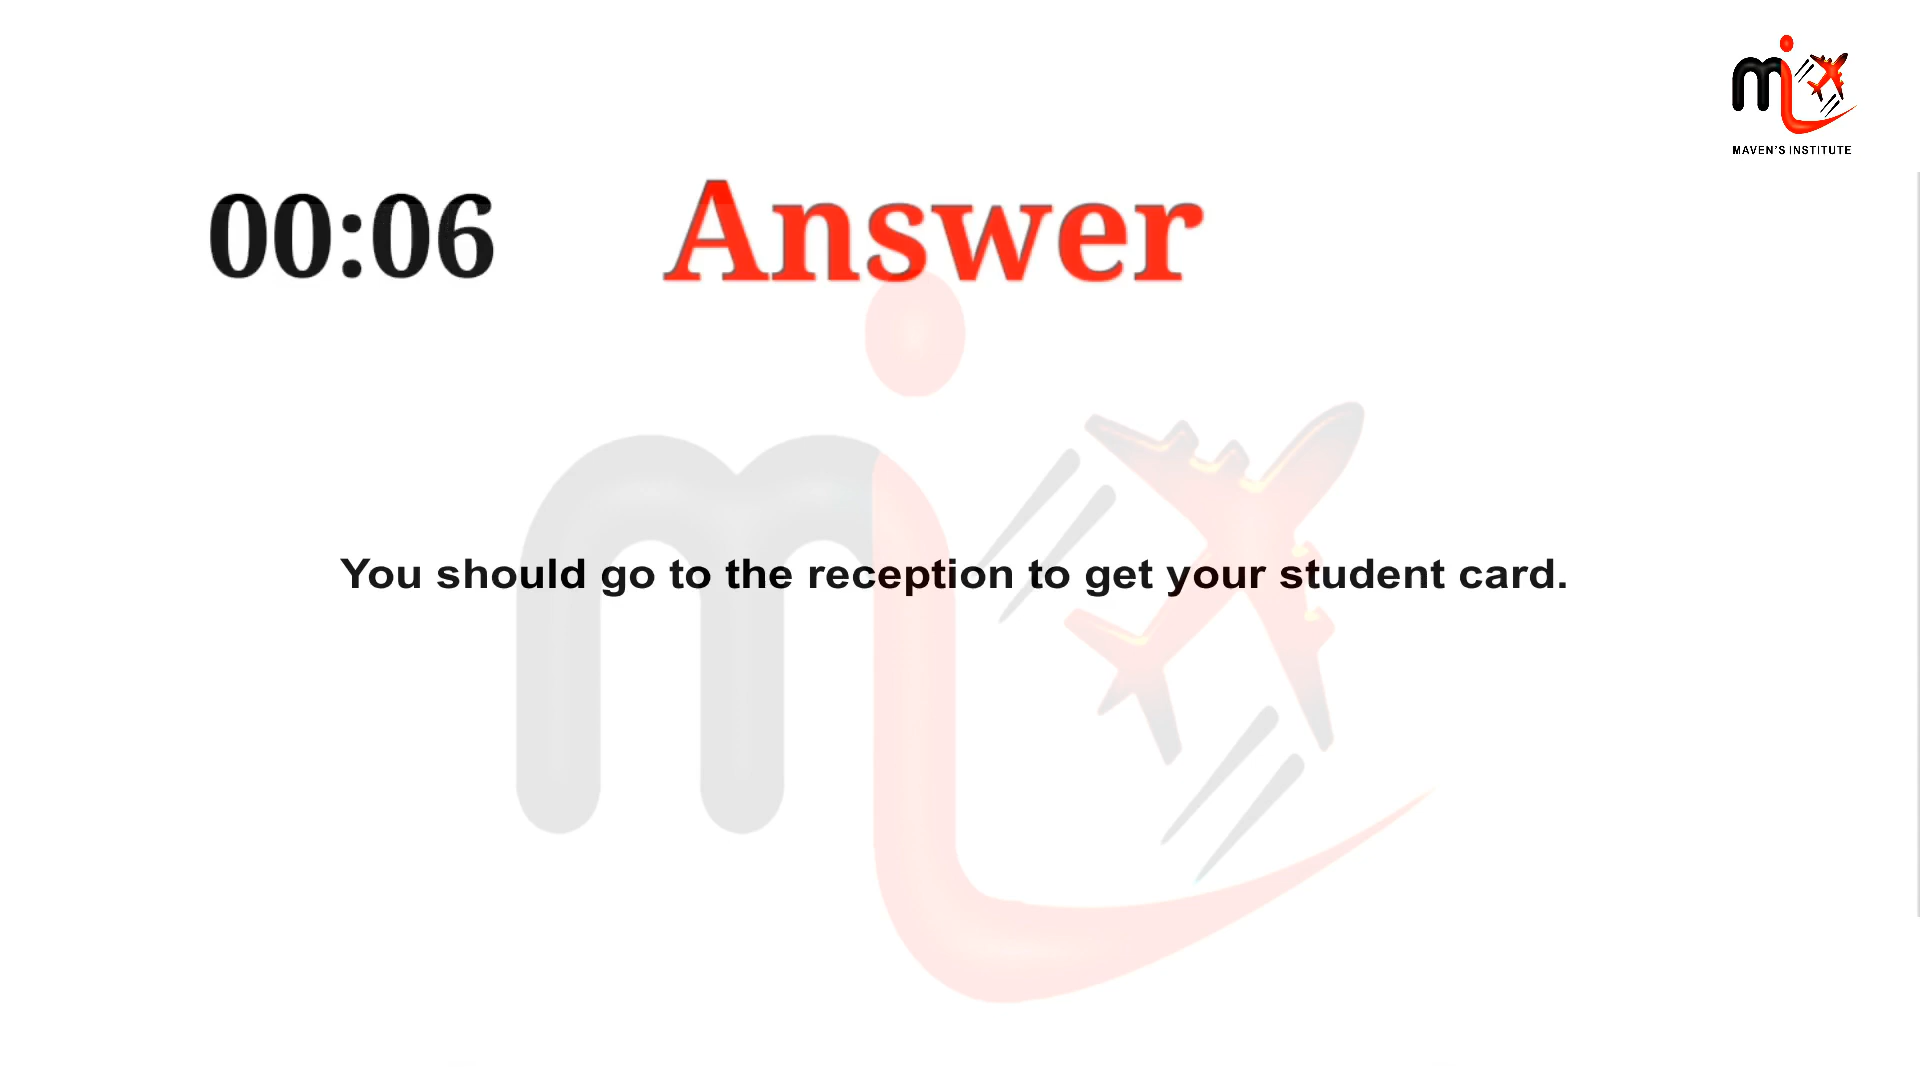 MAVEN'S INSTITUTE
00:06 Answer
You should go to the reception to get your student card.